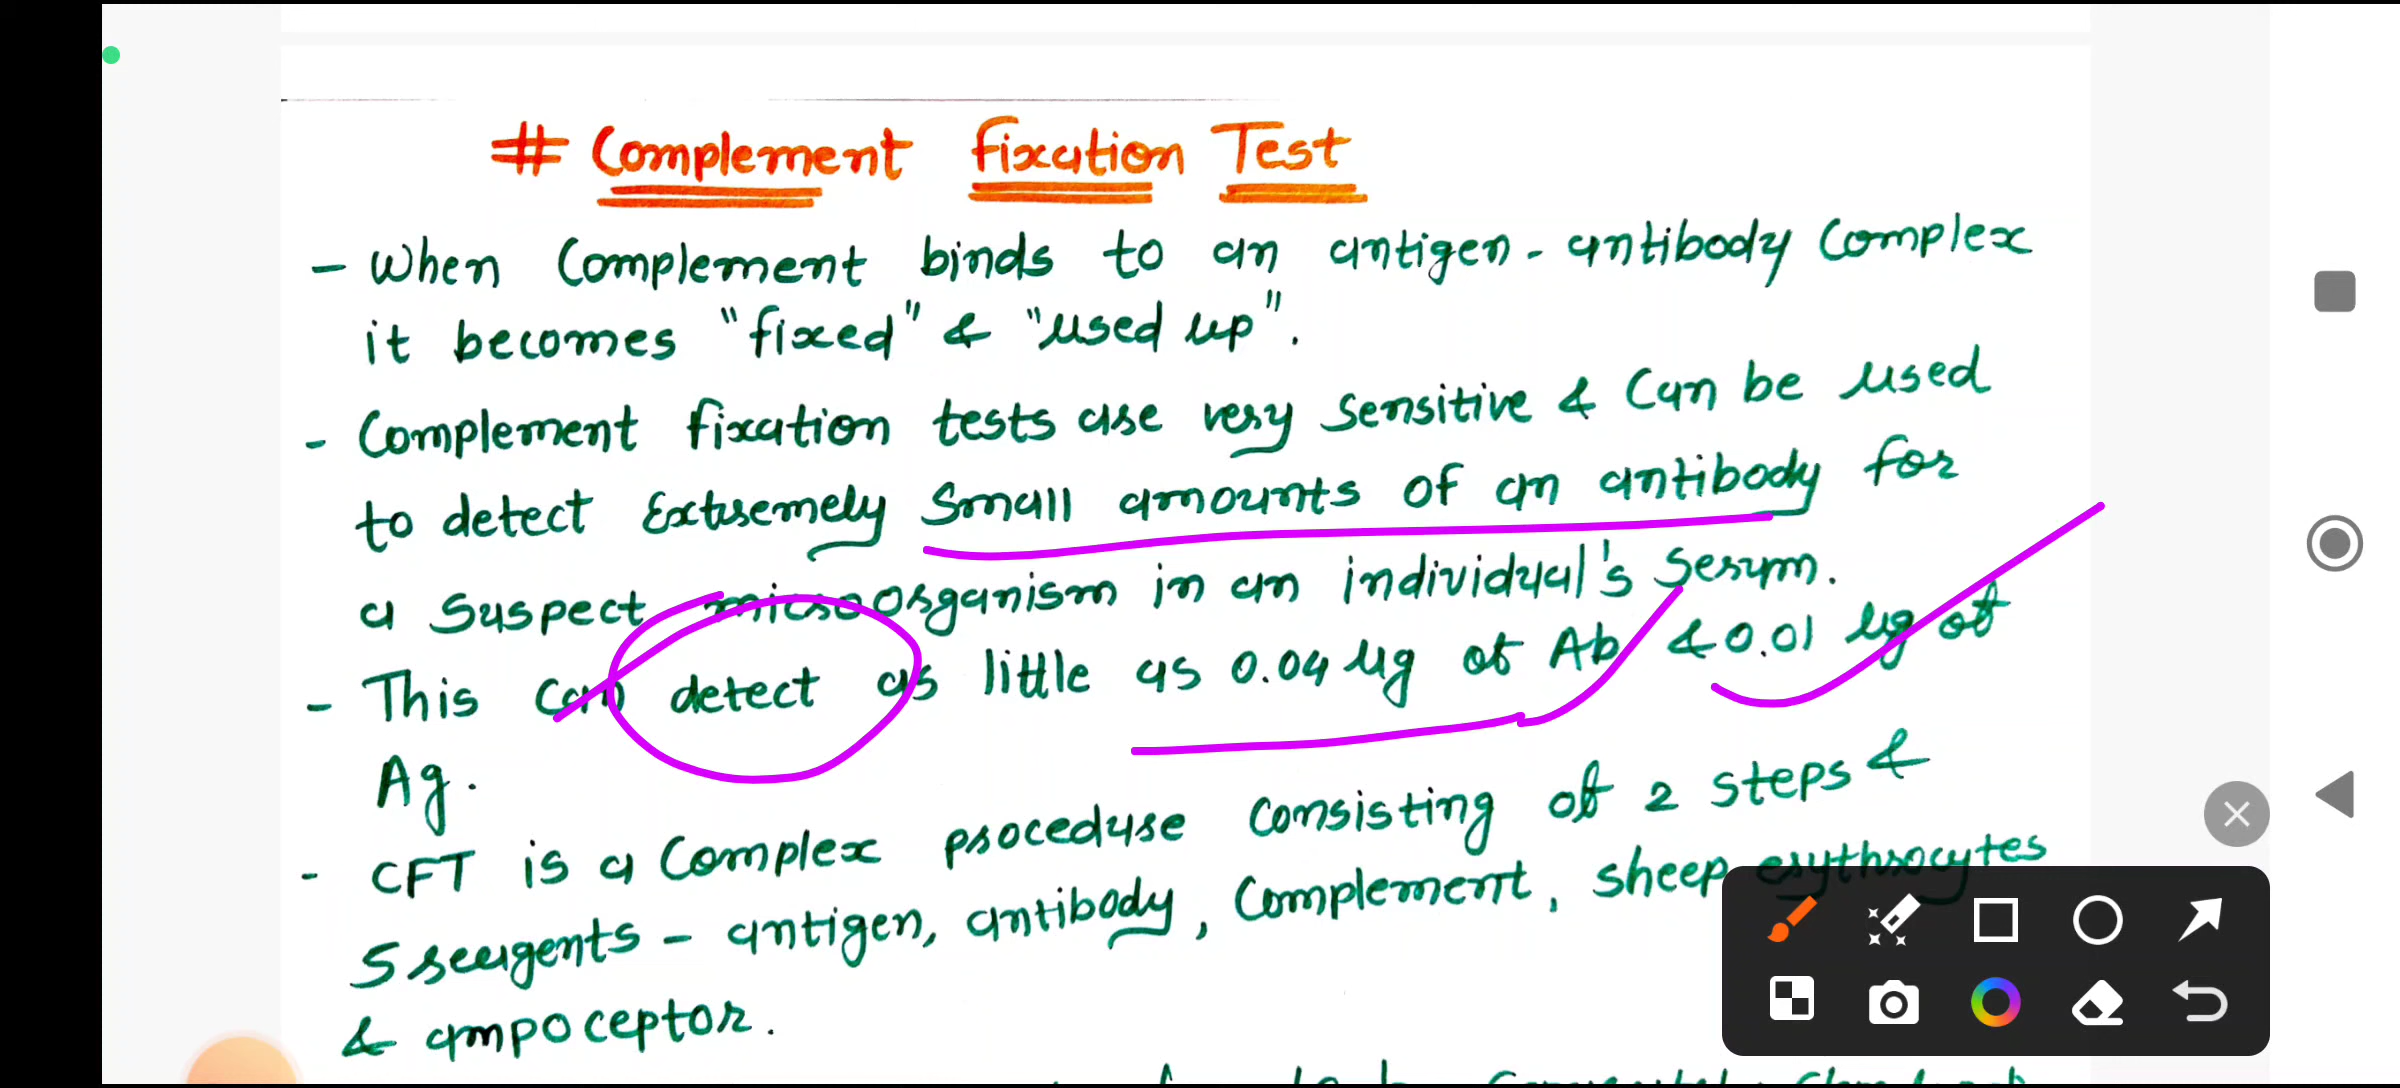 # Complement Fixation Test
- When Complement binds to an antigen-antibody Complex
it becomes "fixed" & "used up".
- Complement fixation tests are very Sensitive & Can be used
to detect Extremely Small amounts of an antibody for
a Suspect microorganism in an individual's Serum.
- This Can detect as little as 0.04 μg of Ab & 0.01 μg of
Ag.
- CFT is a Complex procedure Consisting of 2 steps &
5 reagents - antigen, antibody, Complement, sheep erythrocytes
& ampoceptor.